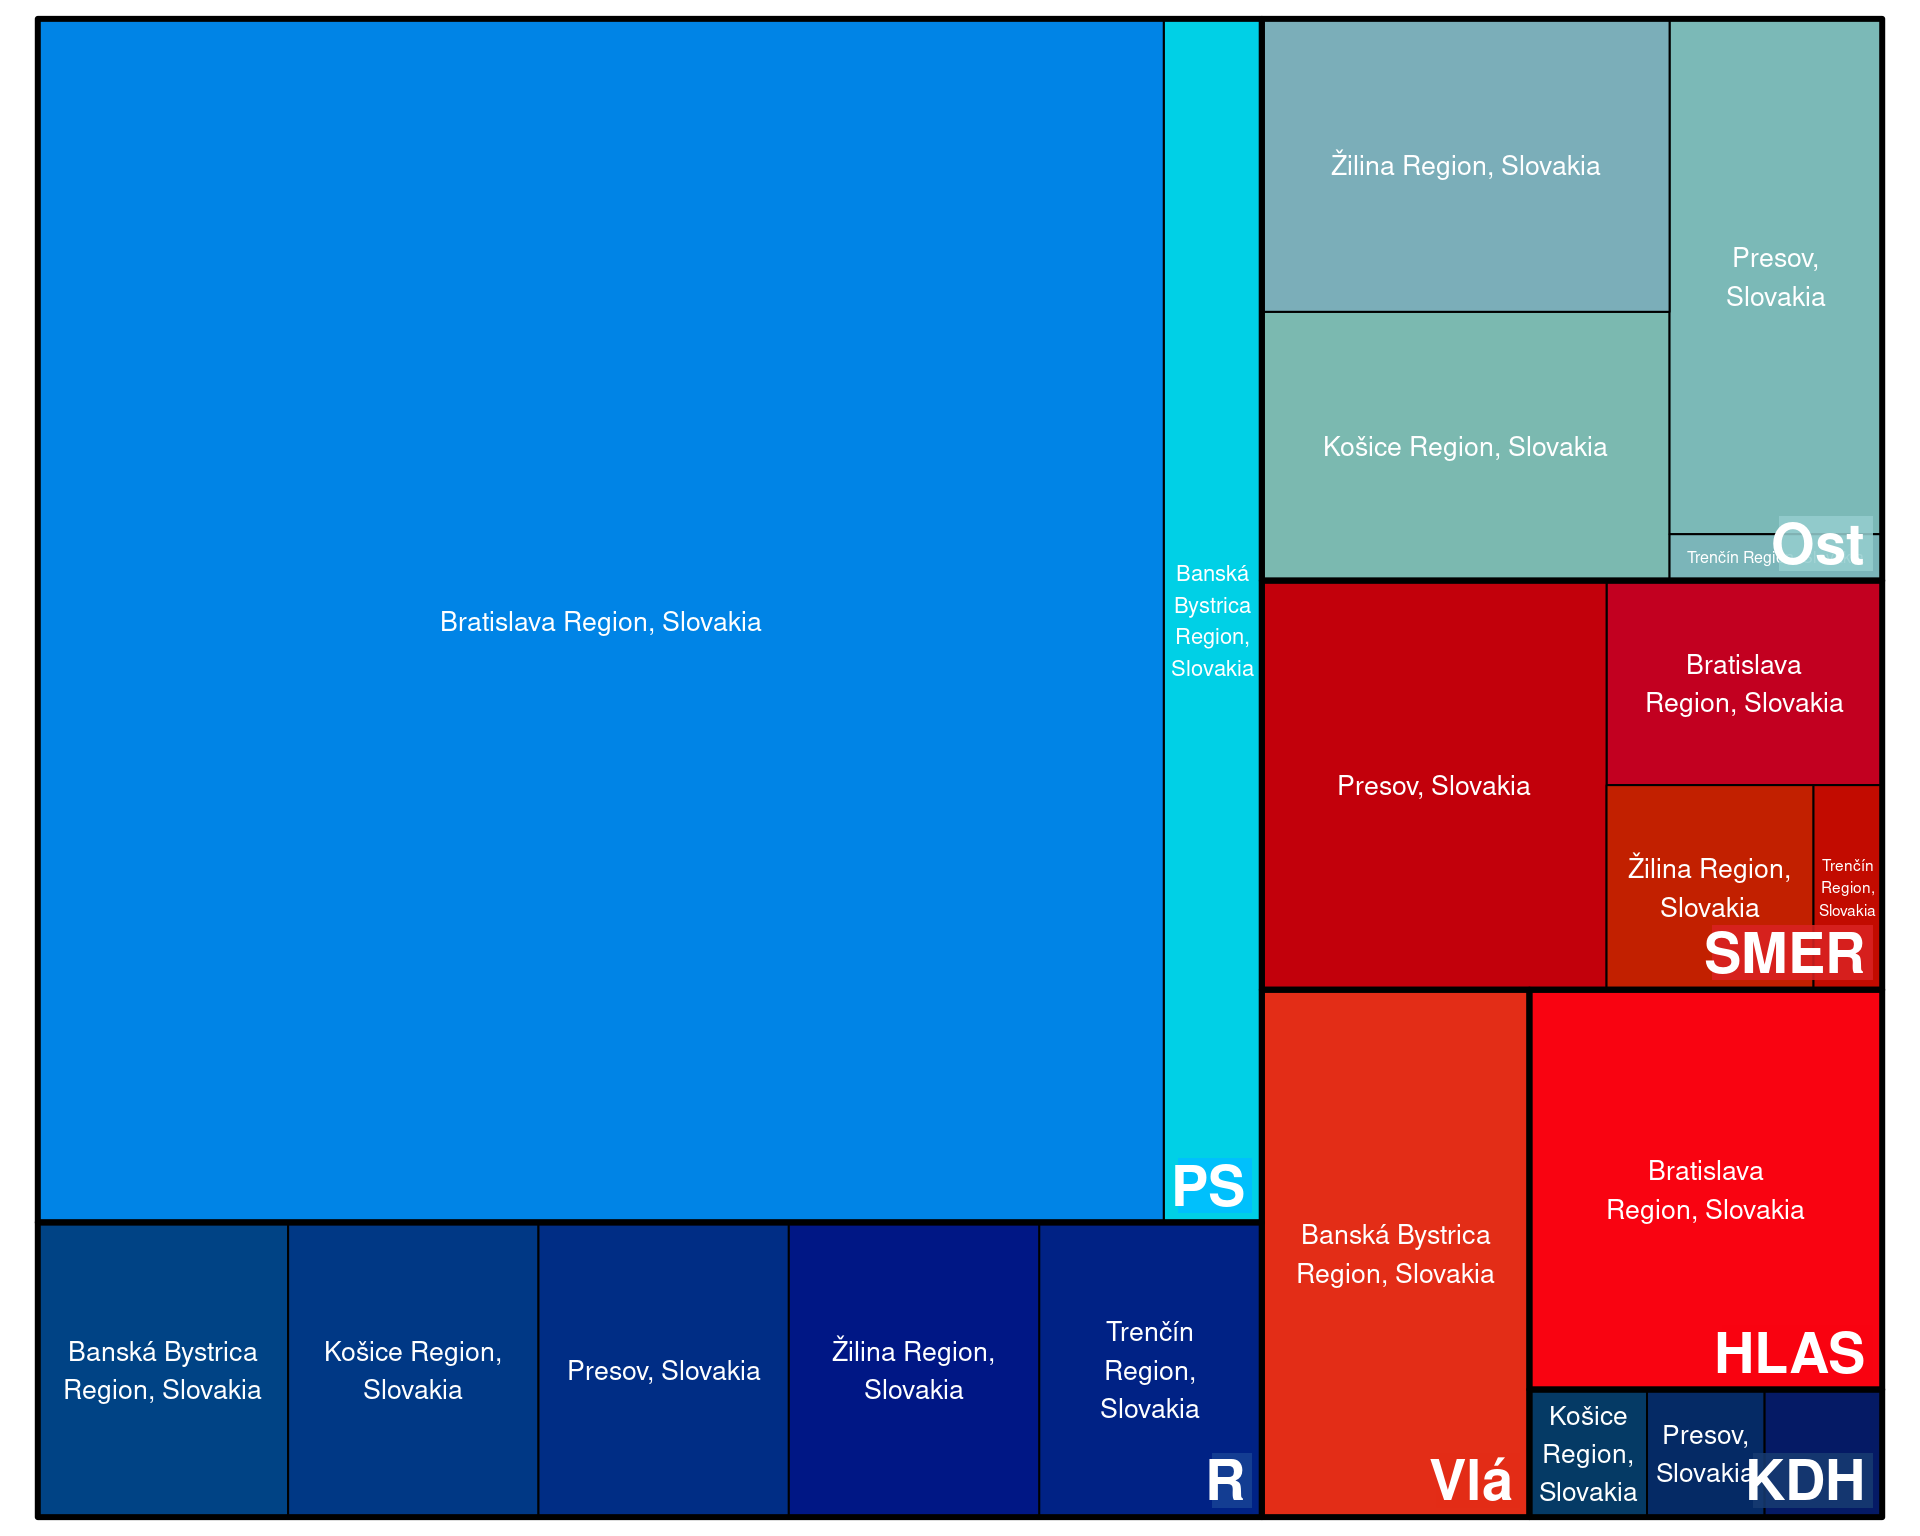 Bratislava Region, Slovakia
Banská
Bystrica
Region,
Slovakia
PS
Žilina Region, Slovakia
Košice Region, Slovakia
Presov,
Slovakia
Trenčín Regi
Ost
Presov, Slovakia
Bratislava
Region, Slovakia
Žilina Region,
Slovakia
Trenčín
Region,
Slovakia
SMER
Banská Bystrica
Region, Slovakia
Košice Region,
Slovakia
Presov, Slovakia
Žilina Region,
Slovakia
Trenčín
Region,
Slovakia
R
Banská Bystrica
Region, Slovakia
Vlá
Bratislava
Region, Slovakia
HLAS
Košice
Region,
Slovakia
Presov,
Slovakia
KDH